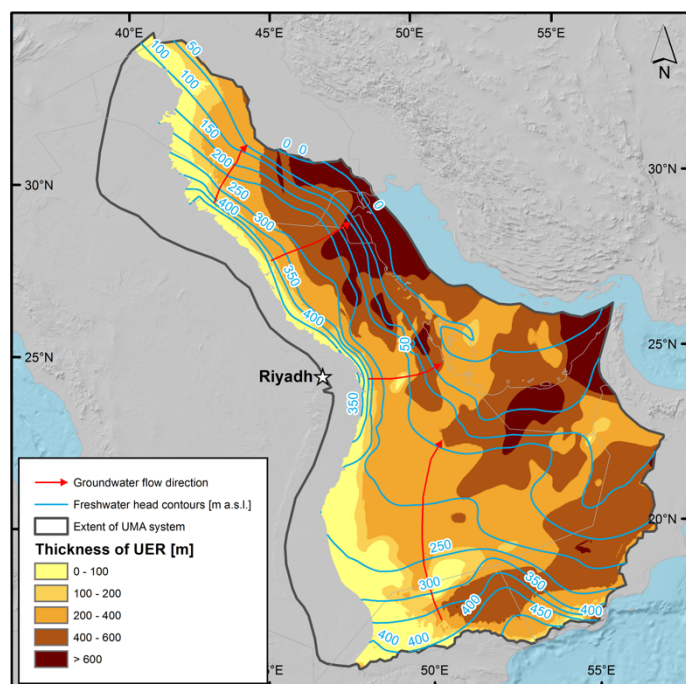 40°E 45°E 50°E 55°E
N
100 50
100
150
200
250
400
300
350
400
0 0
0
50
30°N 30°N
25°N 25°N
Riyadh
350
20°N
250
300
350
400
450
400
400 400
Groundwater flow direction
Freshwater head contours [m a.s.l.]
Extent of UMA system
Thickness of UER [m]
0 - 100
100 - 200
200 - 400
400 - 600
> 600
5°E 50°E 55°E